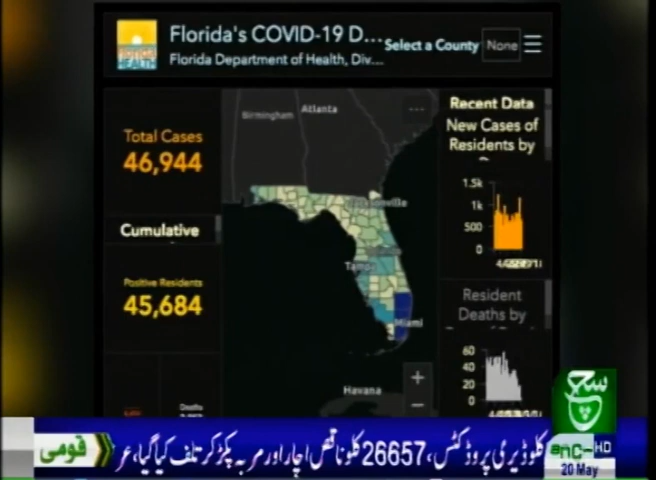 Florida's COVID-19 D...
Florida Department of Health, Div...
Select a County
None
HEALTH
Total Cases
46,944
Cumulative
Positive Residents
45,684
Deaths
Birmingham
Atlanta
Jacksonville
Tampa
Miami
Havana
Recent Data
New Cases of
Residents by
1.5k
1k
500
0
Resident
Deaths by
60
40
20
0
سچ
قومی
کلو ڈیری پروڈکٹس، 26657 کلو ناقص اچار اور مربہ پکڑ کر تلف کیا گیا، عر
HD
20 May